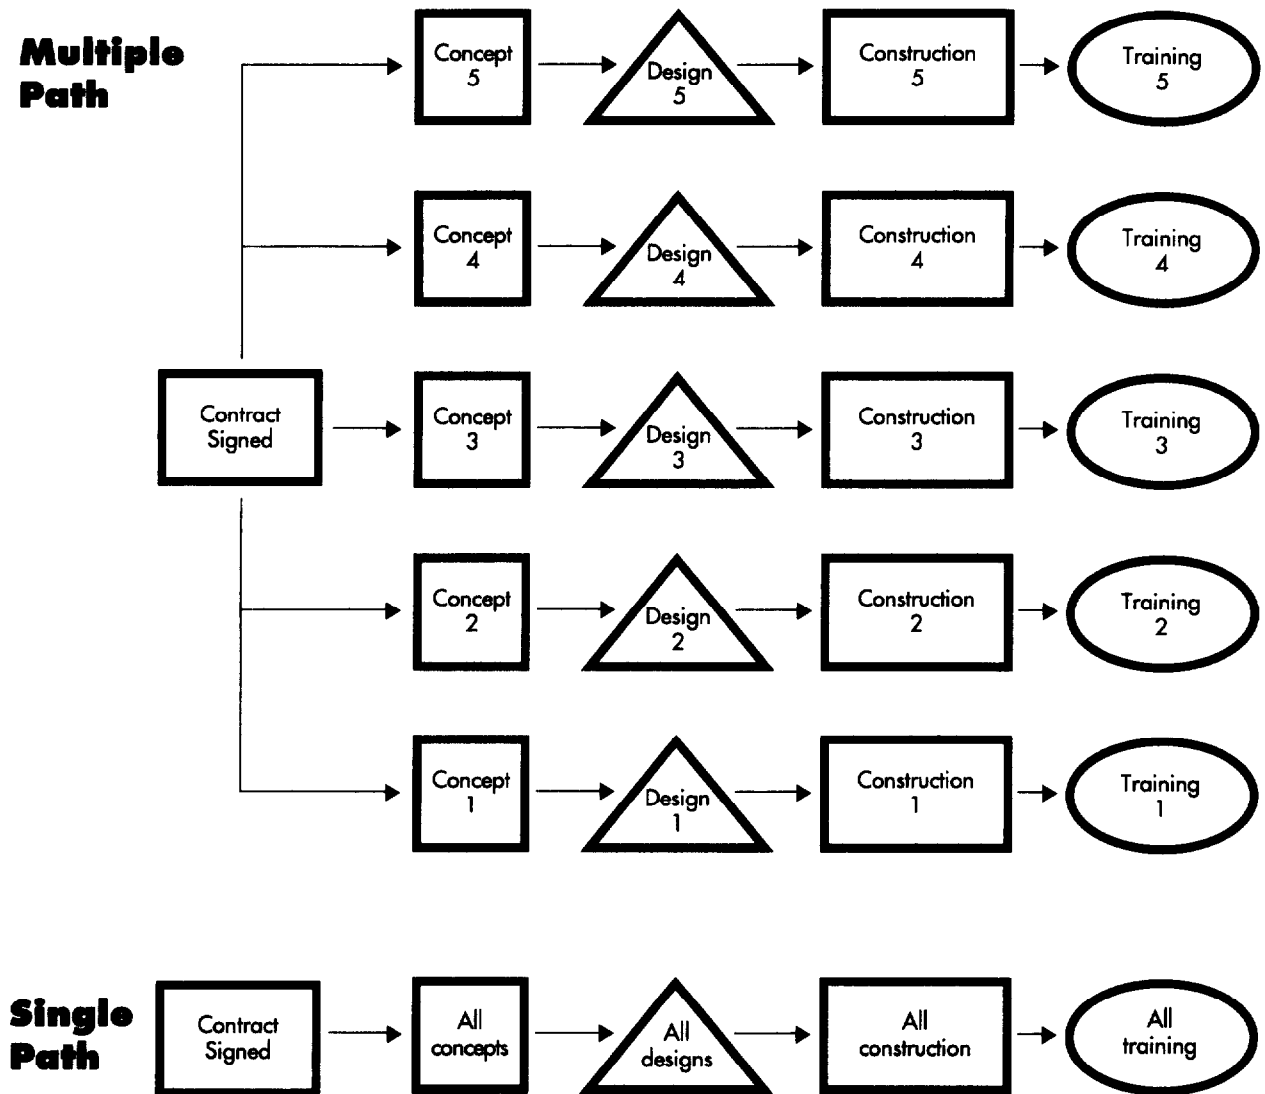 Multiple
Path
Concept
5
Design
5
Construction
5
Training
5
Concept
4
Design
4
Construction
4
Training
4
Contract
Signed
Concept
3
Design
3
Construction
3
Training
3
Concept
2
Design
2
Construction
2
Training
2
Concept
1
Design
1
Construction
1
Training
1
Single
Path
Contract
Signed
All
concepts
All
designs
All
construction
All
training